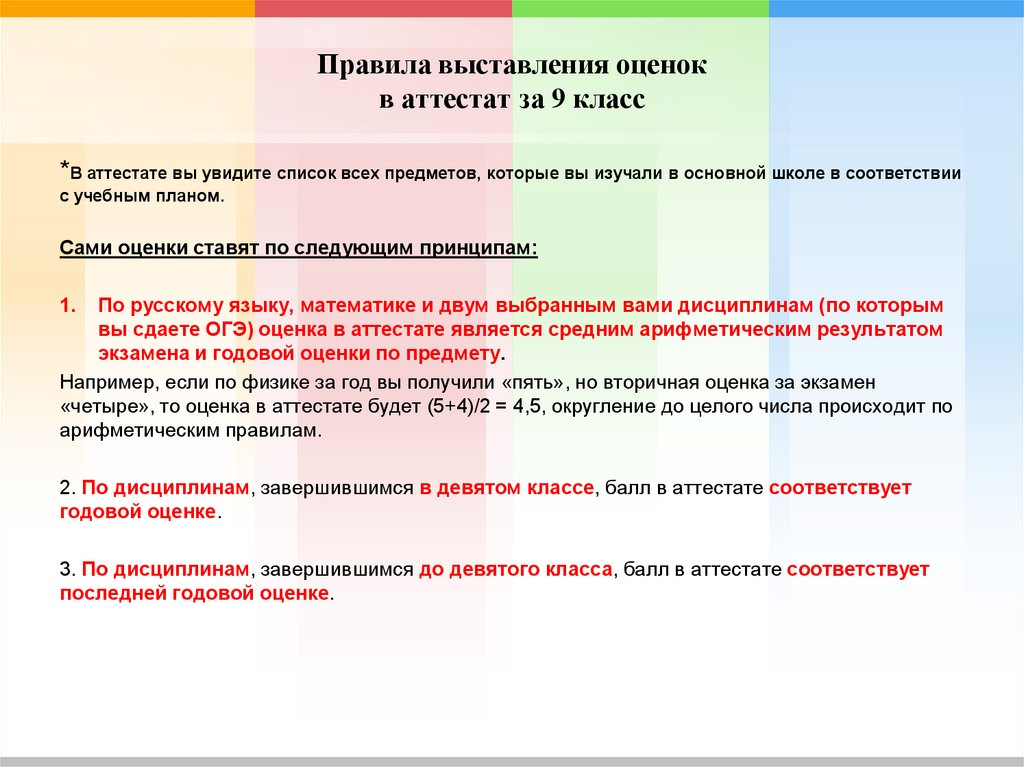 Правила выставления оценок
в аттестат за 9 класс
*В аттестате вы увидите список всех предметов, которые вы изучали в основной школе в соответствии
с учебным планом.
Сами оценки ставят по следующим принципам:
1. По русскому языку, математике и двум выбранным вами дисциплинам (по которым
вы сдаете ОГЭ) оценка в аттестате является средним арифметическим результатом
экзамена и годовой оценки по предмету.
Например, если по физике за год вы получили «пять», но вторичная оценка за экзамен
«четыре», то оценка в аттестате будет (5+4)/2 = 4,5, округление до целого числа происходит по
арифметическим правилам.
2. По дисциплинам, завершившимся в девятом классе, балл в аттестате соответствует
годовой оценке.
3. По дисциплинам, завершившимся до девятого класса, балл в аттестате соответствует
последней годовой оценке.